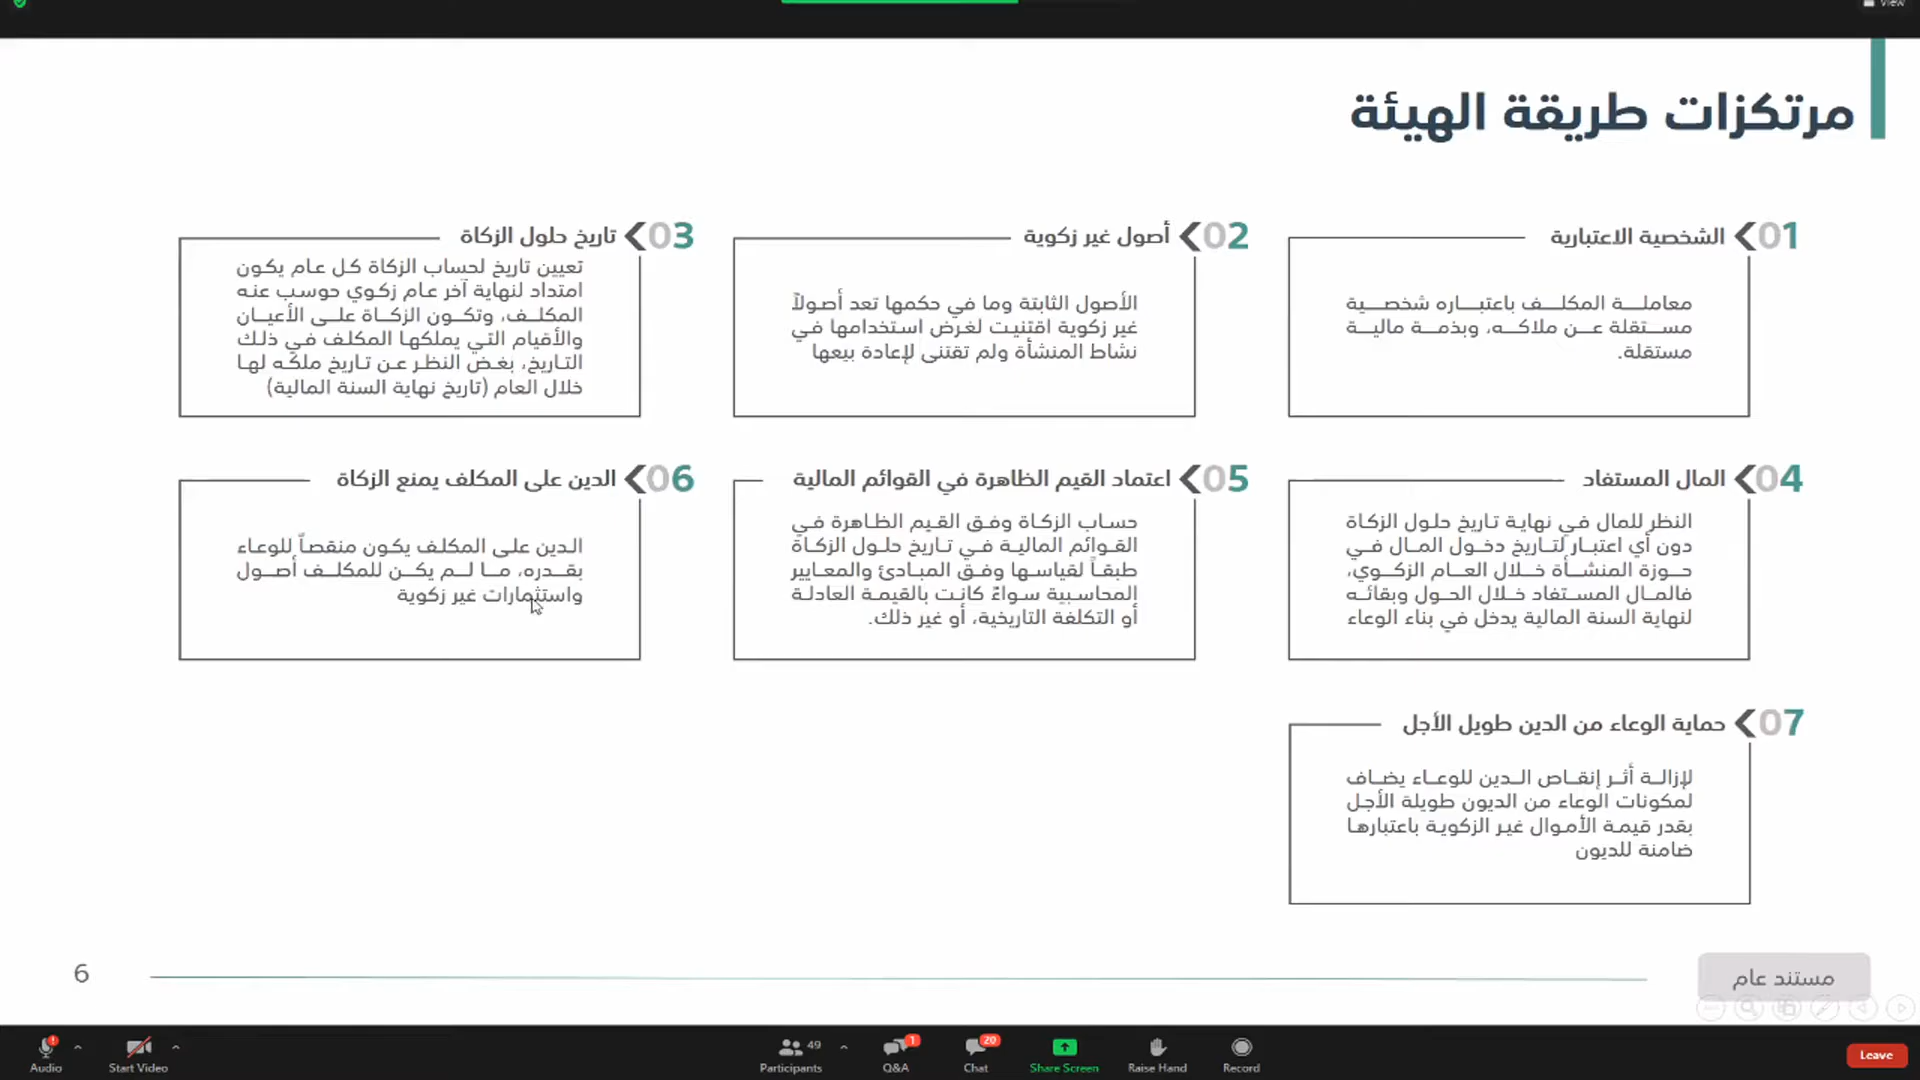 View
مرتكزات طريقة الهيئة
01
الشخصية الاعتبارية
معاملة المكلف باعتباره شخصية
مستقلة عن ملاكه، وبذمة مالية
مستقلة.
02
أصول غير زكوية
الأصول الثابتة وما في حكمها تعد أصولاً
غير زكوية اقتنيت لغرض استخدامها في
نشاط المنشأة ولم تقتنى لإعادة بيعها
03
تاريخ حلول الزكاة
تعيين تاريخ لحساب الزكاة كل عام يكون
امتداد لنهاية آخر عام زكوي حوسب عنه
المكلف، وتكون الزكاة على الأعيان
والأقيام التي يملكها المكلف في ذلك
التاريخ، بغض النظر عن تاريخ ملكه لها
خلال العام (تاريخ نهاية السنة المالية)
04
المال المستفاد
النظر للمال في نهاية تاريخ حلول الزكاة
دون أي اعتبار لتاريخ دخول المال في
حوزة المنشأة خلال العام الزكوي،
فالمال المستفاد خلال الحول وبقائه
لنهاية السنة المالية يدخل في بناء الوعاء
05
اعتماد القيم الظاهرة في القوائم المالية
حساب الزكاة وفق القيم الظاهرة في
القوائم المالية في تاريخ حلول الزكاة
طبقاً لقياسها وفق المبادئ والمعايير
المحاسبية سواءً كانت بالقيمة العادلة
أو التكلفة التاريخية، أو غير ذلك.
06
الدين على المكلف يمنع الزكاة
الدين على المكلف يكون منقصاً للوعاء
بقدره، ما لم يكن للمكلف أصول
واستثمارات غير زكوية
07
حماية الوعاء من الدين طويل الأجل
لإزالة أثر إنقاص الدين للوعاء يضاف
لمكونات الوعاء من الديون طويلة الأجل
بقدر قيمة الأموال غير الزكوية باعتبارها
ضامنة للديون
مستند عام
6
Audio
Start Video
49
Participants
1
Q&A
20
Chat
Share Screen
Raise Hand
Record
Leave